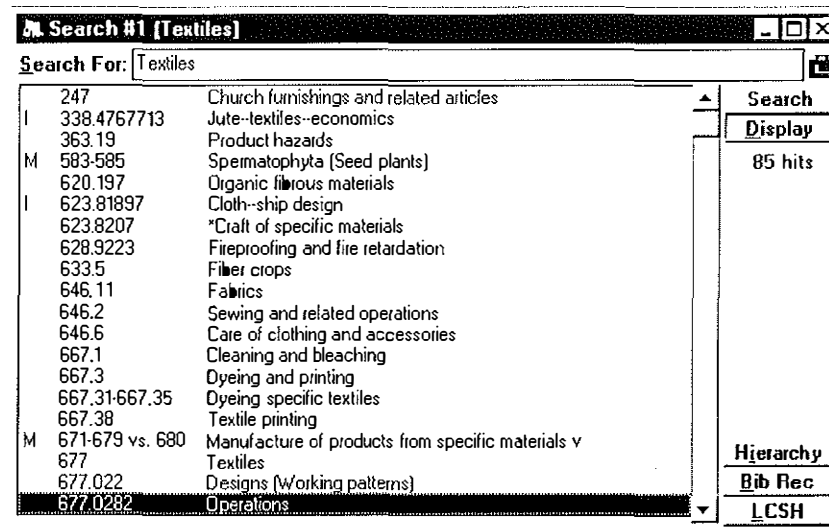 Search #1 [Textiles]
Search For: Textiles
247 Church furnishings and related articles
I 338.4767713 Jute--textiles--economics
363.19 Product hazards
M 583-585 Spermatophyta (Seed plants)
620.197 Organic fibrous materials
I 623.81897 Cloth--ship design
623.8207 *Craft of specific materials
628.9223 Fireproofing and fire retardation
633.5 Fiber crops
646.11 Fabrics
646.2 Sewing and related operations
646.6 Care of clothing and accessories
667.1 Cleaning and bleaching
667.3 Dyeing and printing
667.31-667.35 Dyeing specific textiles
667.38 Textile printing
M 671-679 vs. 680 Manufacture of products from specific materials v
677 Textiles
677.022 Designs (Working patterns)
677.0282 Operations
Search
Display
85 hits
Hierarchy
Bib Rec
LCSH